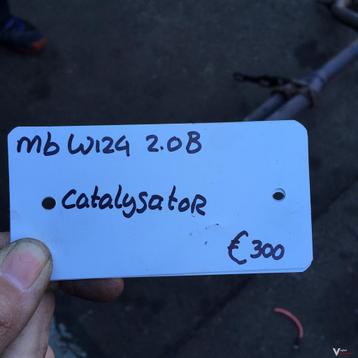 Mb W124 2.0B
Catalysator
€300